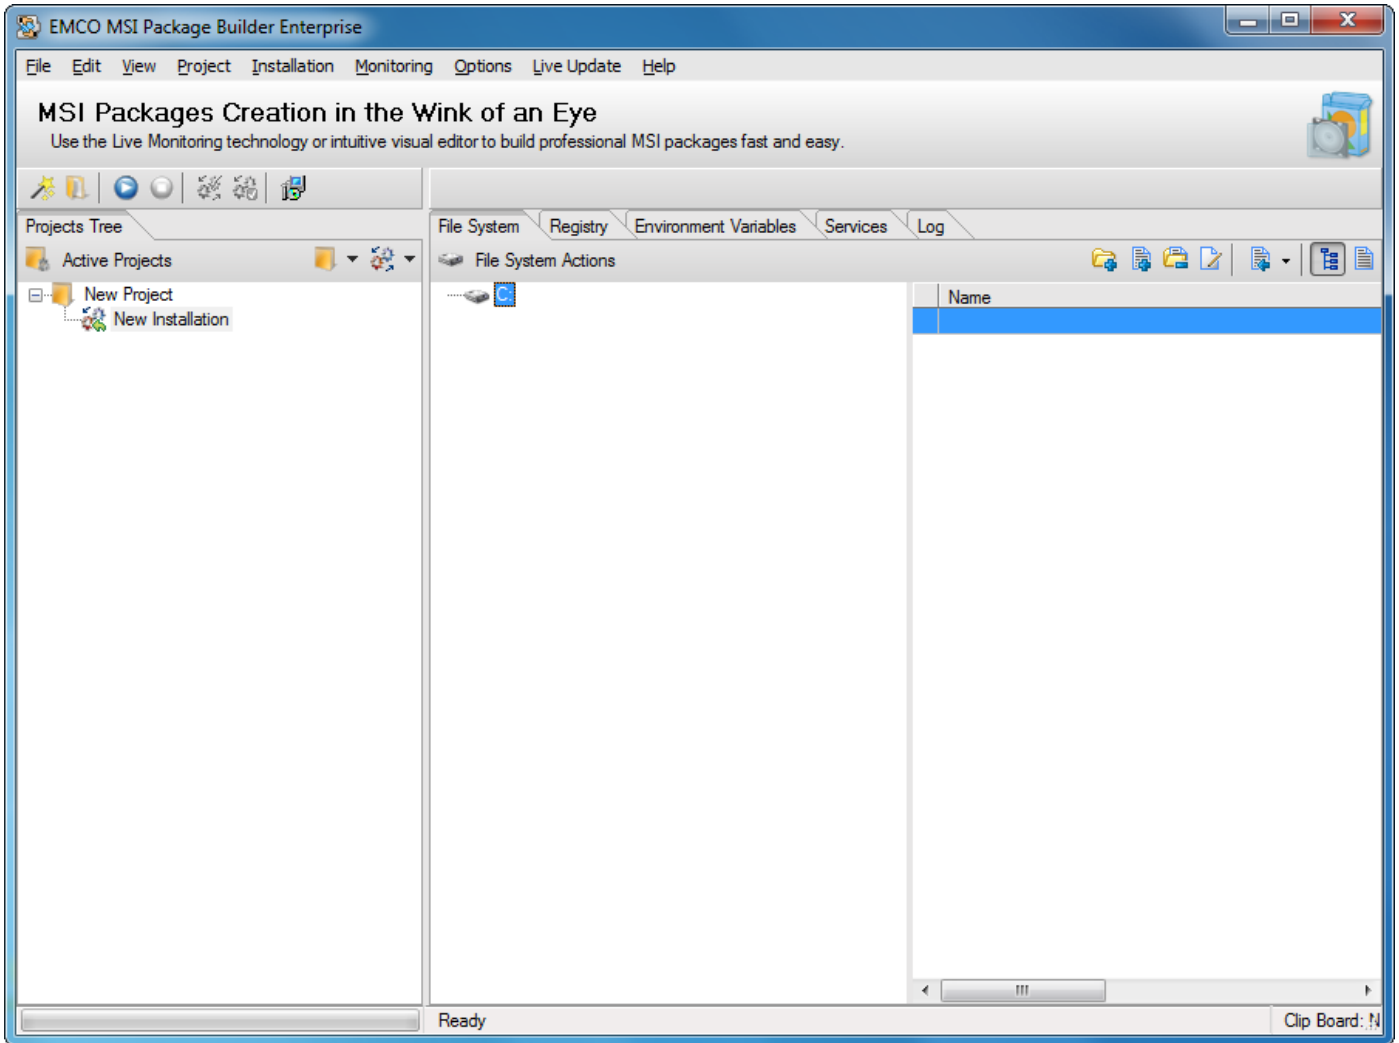 EMCO MSI Package Builder Enterprise
File Edit View Project Installation Monitoring Options Live Update Help
MSI Packages Creation in the Wink of an Eye
Use the Live Monitoring technology or intuitive visual editor to build professional MSI packages fast and easy.
Projects Tree
File System Registry Environment Variables Services Log
Active Projects
File System Actions
New Project
New Installation
C:
Name
Ready
Clip Board: N